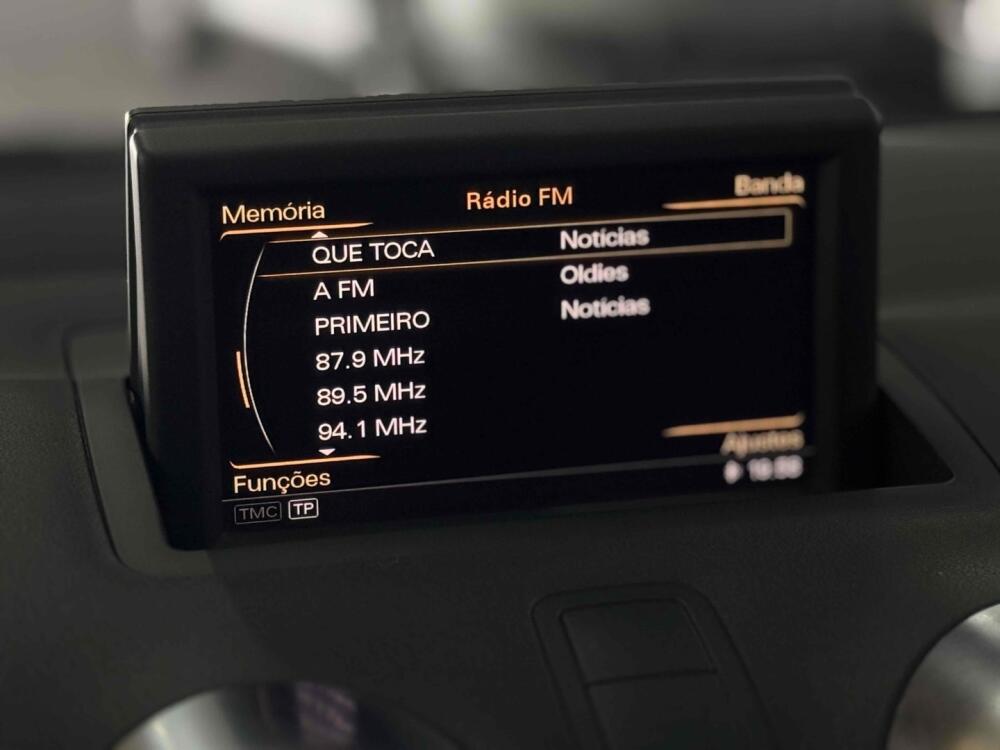 Memória Rádio FM Banda
QUE TOCA Notícias
A FM Oldies
PRIMEIRO Notícias
87.9 MHz
89.5 MHz
94.1 MHz
Funções Ajustes
TMC TP